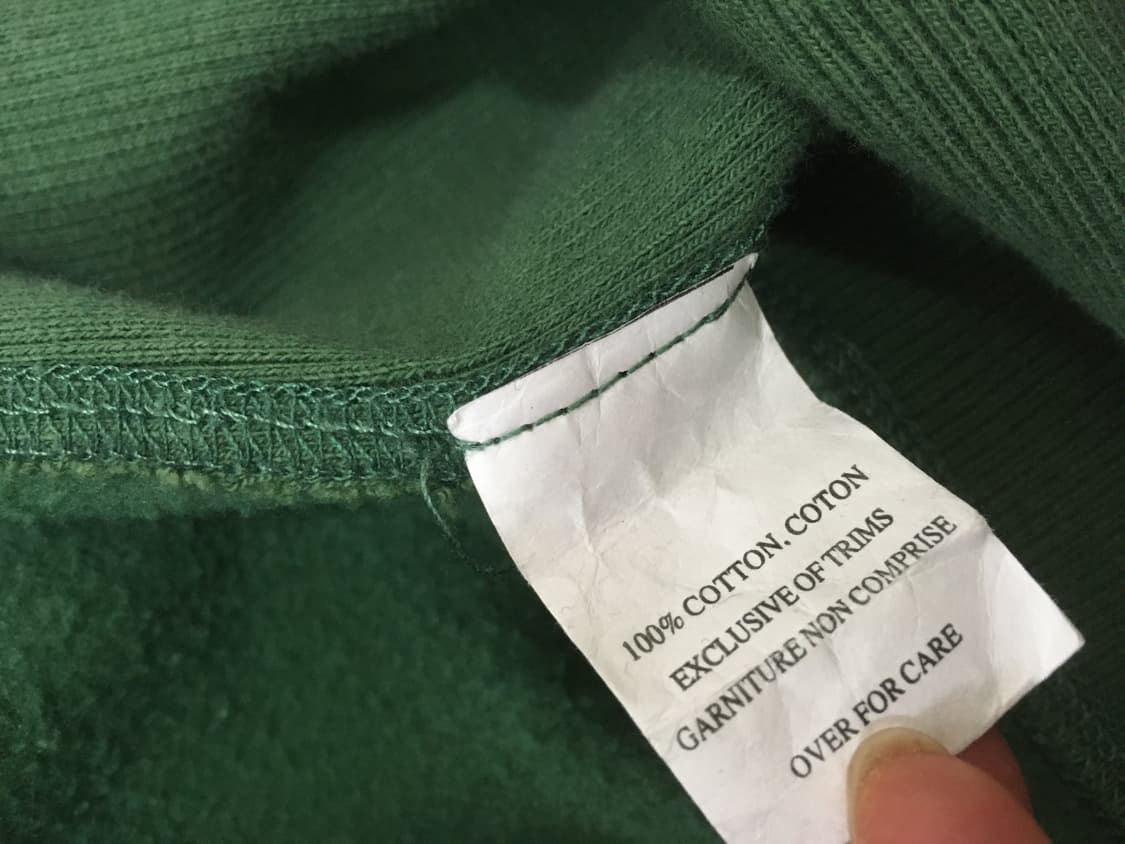 100% COTTON. COTON
EXCLUSIVE OF TRIMS
GARNITURE NON COMPRISE
OVER FOR CARE